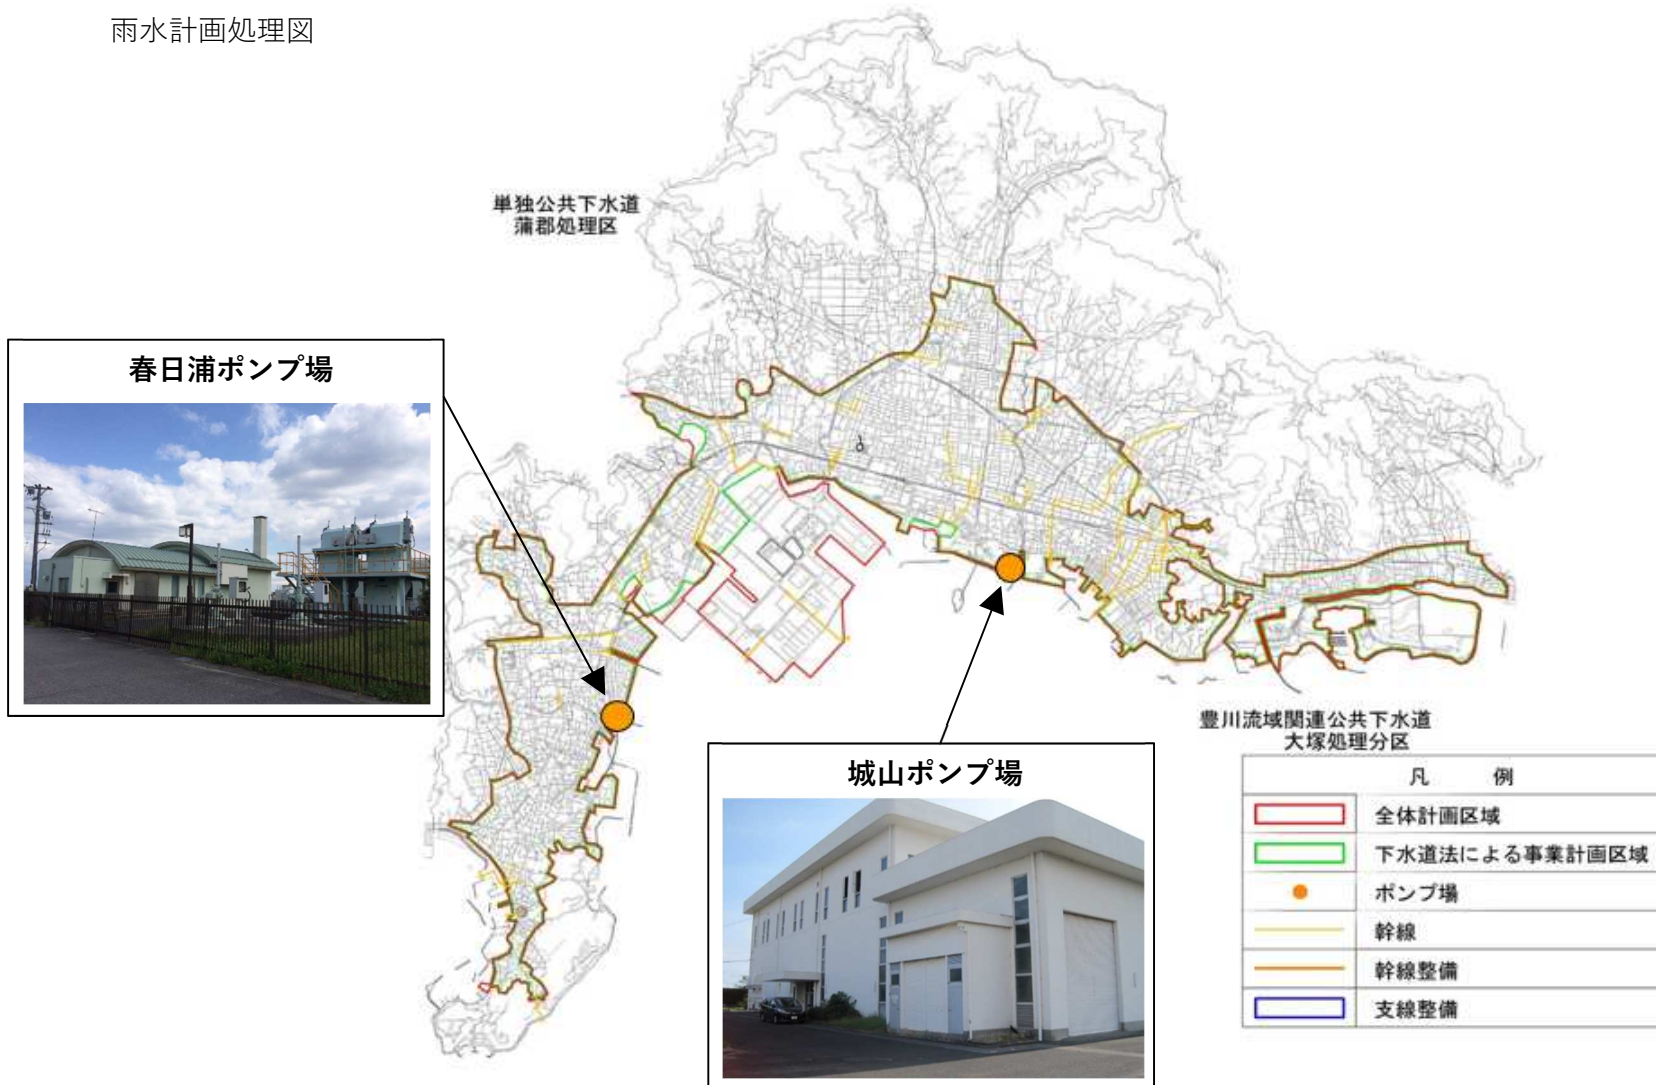 雨水計画処理図
単独公共下水道
蒲郡処理区
春日浦ポンプ場
城山ポンプ場
豊川流域関連公共下水道
大塚処理分区
凡 例
全体計画区域
下水道法による事業計画区域
ポンプ場
幹線
幹線整備
支線整備